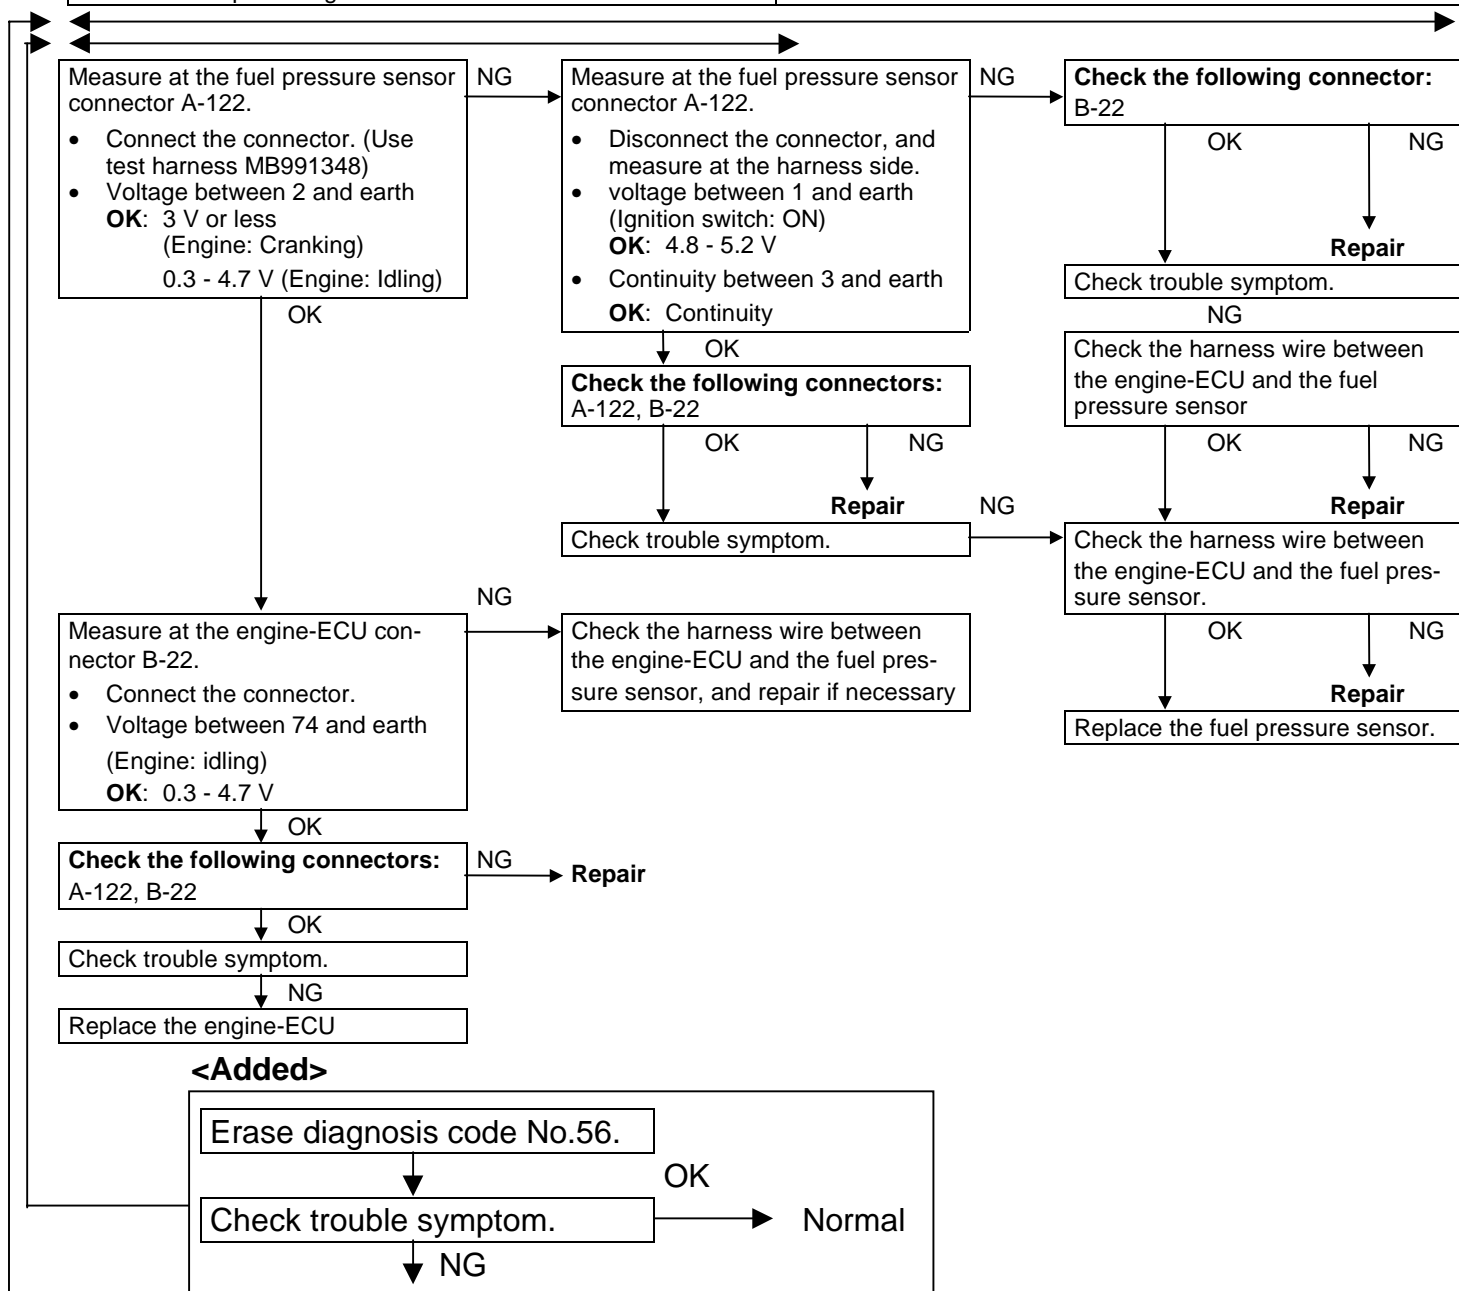 Measure at the fuel pressure sensor
connector A-122.
• Connect the connector. (Use
test harness MB991348)
• Voltage between 2 and earth
OK: 3 V or less
(Engine: Cranking)
0.3 - 4.7 V (Engine: Idling)
NG
OK
Measure at the fuel pressure sensor
connector A-122.
• Disconnect the connector, and
measure at the harness side.
• voltage between 1 and earth
(Ignition switch: ON)
OK: 4.8 - 5.2 V
• Continuity between 3 and earth
OK: Continuity
NG
OK
Check the following connector:
B-22
OK
NG
Repair
Check trouble symptom.
NG
Check the harness wire between
the engine-ECU and the fuel
pressure sensor
OK
NG
Repair
Check the following connectors:
A-122, B-22
OK
NG
Repair
Check trouble symptom.
NG
Check the harness wire between
the engine-ECU and the fuel pres-
sure sensor.
OK
NG
Repair
Replace the fuel pressure sensor.
Measure at the engine-ECU con-
nector B-22.
• Connect the connector.
• Voltage between 74 and earth
(Engine: idling)
OK: 0.3 - 4.7 V
NG
Check the harness wire between
the engine-ECU and the fuel pres-
sure sensor, and repair if necessary
OK
Check the following connectors:
A-122, B-22
NG
Repair
OK
Check trouble symptom.
NG
Replace the engine-ECU
<Added>
Erase diagnosis code No.56.
Check trouble symptom.
OK
Normal
NG